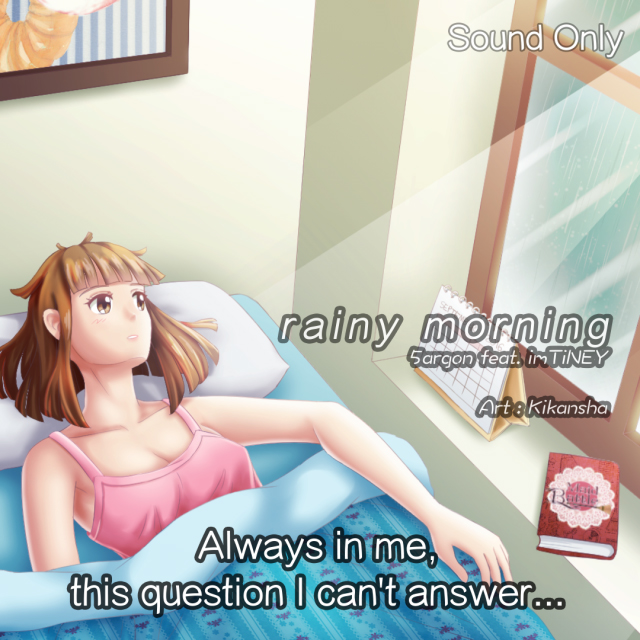 Sound Only
rainy morning
5argon feat. imTiNEY
Art : Kikansha
Always in me,
this question I can't answer...